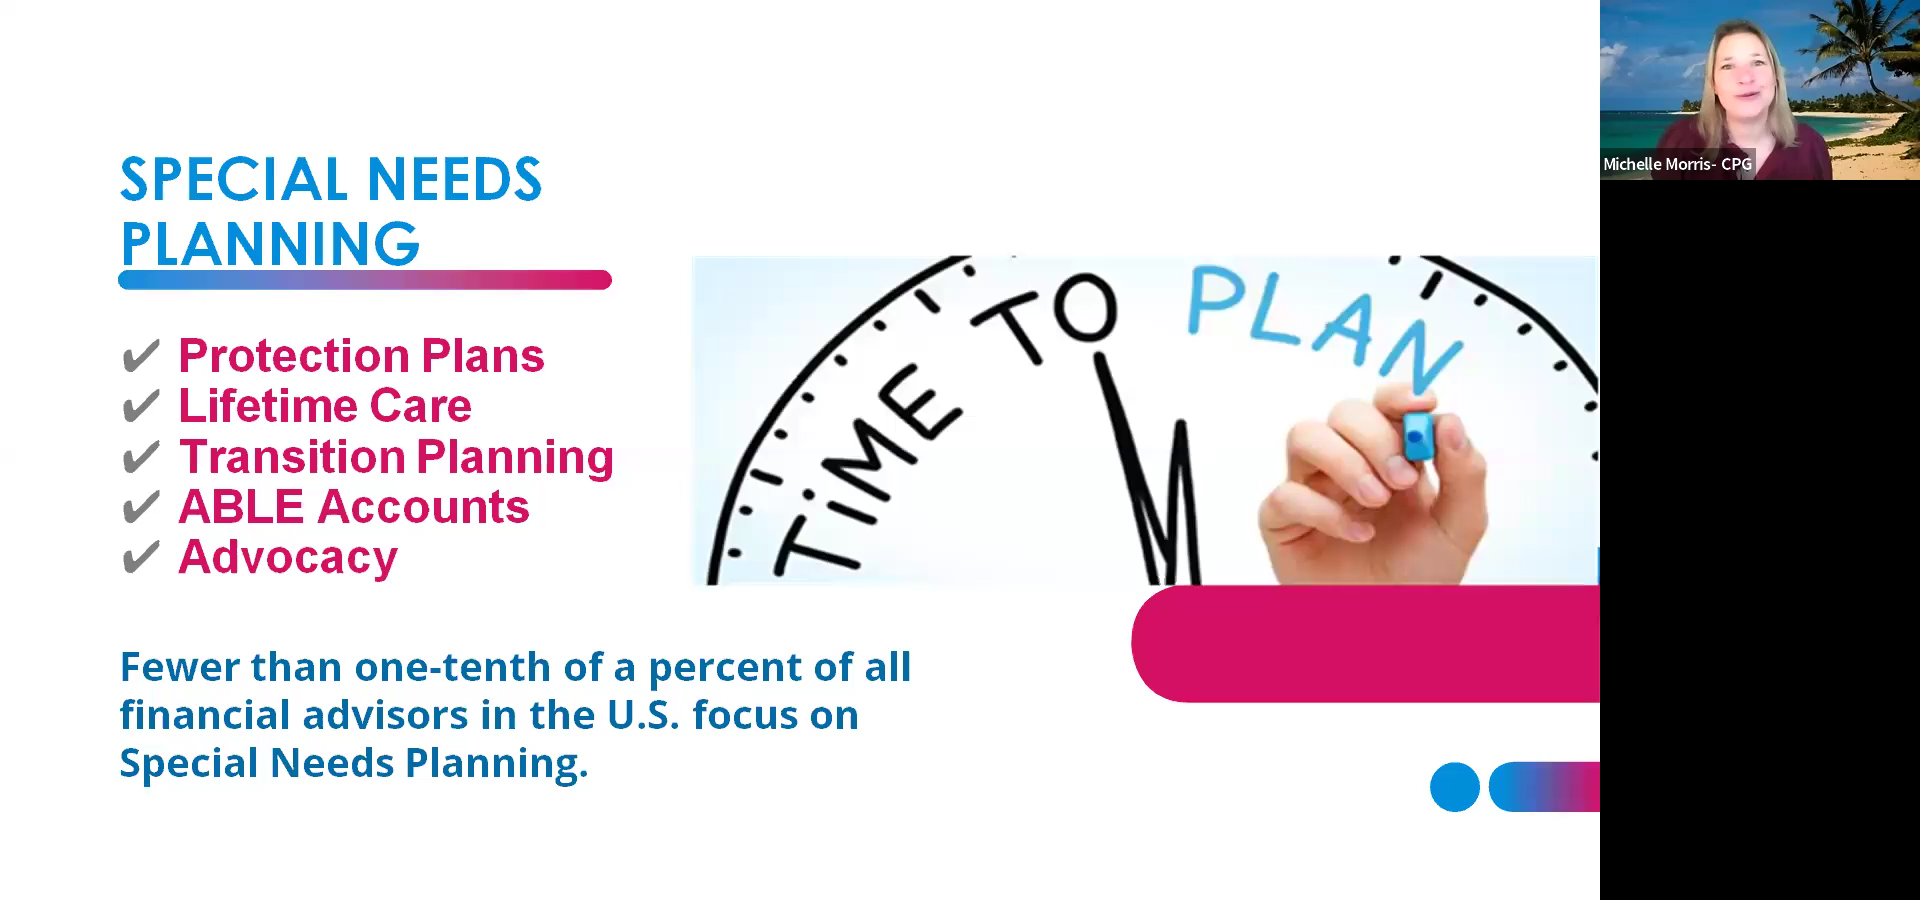 SPECIAL NEEDS
PLANNING
✔ Protection Plans
✔ Lifetime Care
✔ Transition Planning
✔ ABLE Accounts
✔ Advocacy
Fewer than one-tenth of a percent of all
financial advisors in the U.S. focus on
Special Needs Planning.
TiME TO PLAN
Michelle Morris- CPG